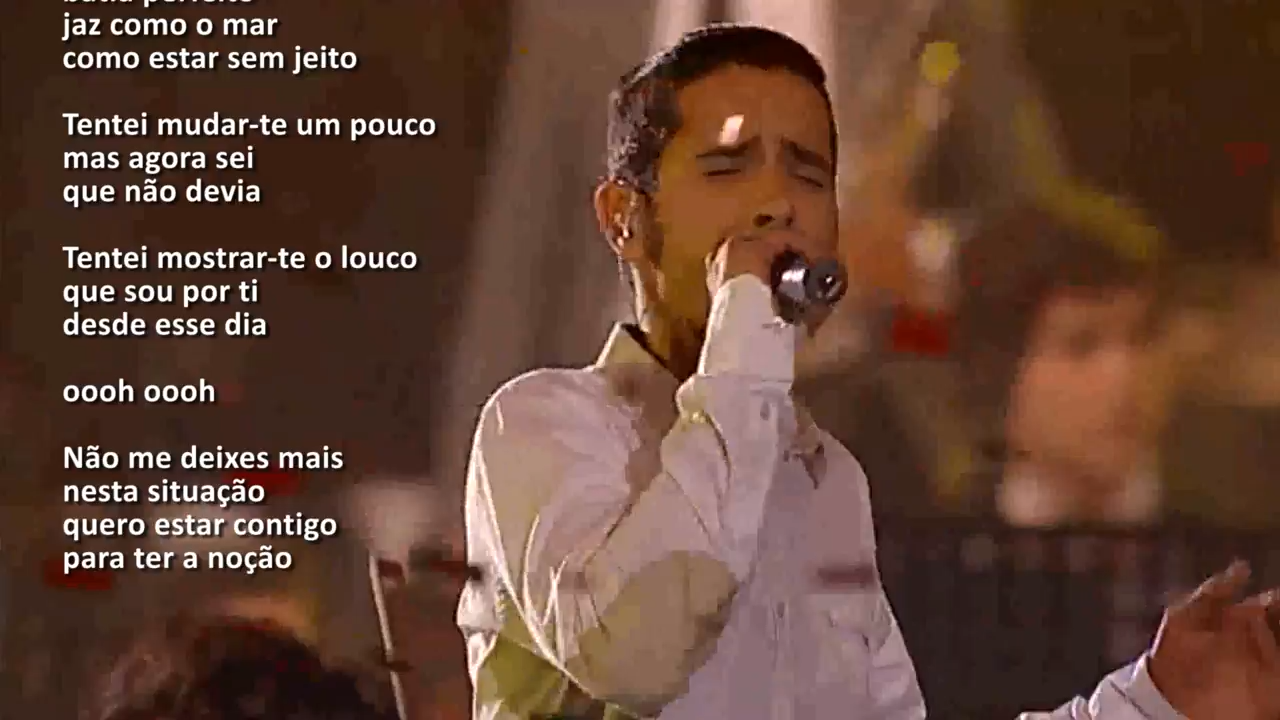 jaz como o mar
como estar sem jeito
Tentei mudar-te um pouco
mas agora sei
que não devia
Tentei mostrar-te o louco
que sou por ti
desde esse dia
oooh oooh
Não me deixes mais
nesta situação
quero estar contigo
para ter a noção